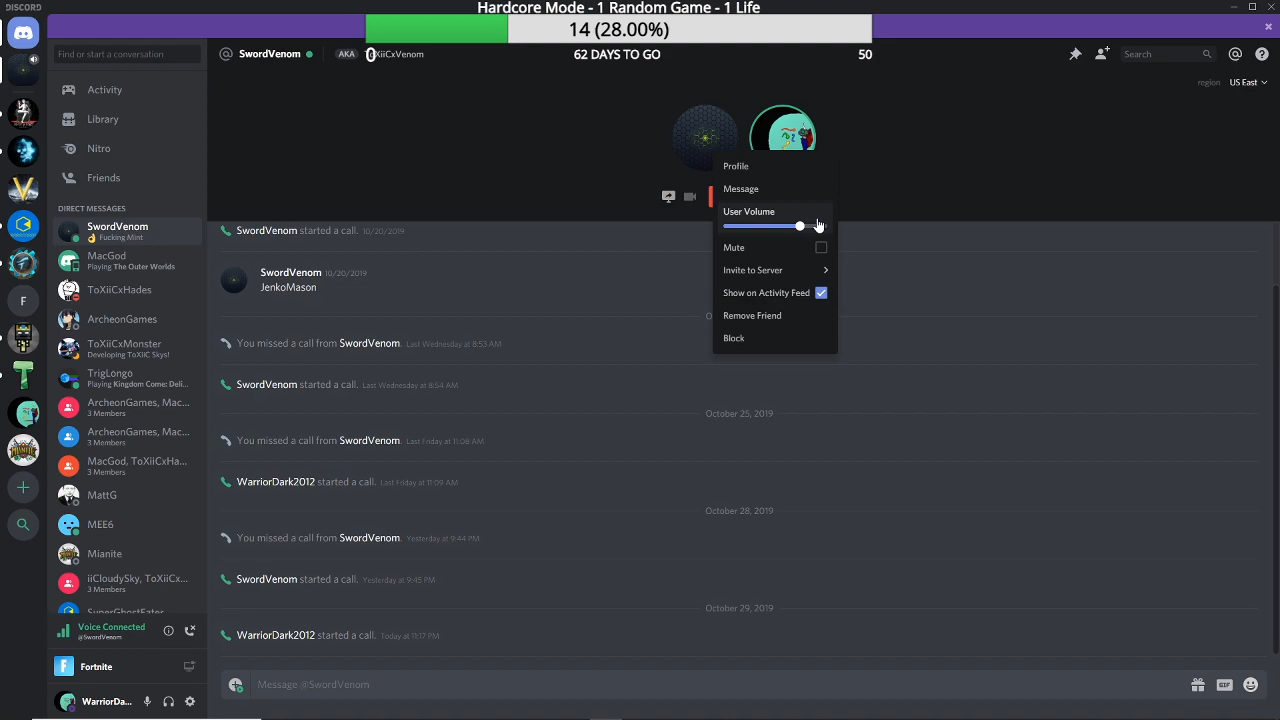 DISCORD
Hardcore Mode - 1 Random Game - 1 Life
14 (28.00%)
0
62 DAYS TO GO
50
Find or start a conversation
SwordVenom
AKA
CxVenom
Search
region
US East
Activity
Library
Nitro
Friends
DIRECT MESSAGES
SwordVenom
Fucking Mint
MacGod
Playing The Outer Worlds
ToXiiCxHades
ArcheonGames
ToXiiCxMonster
Developing ToXiiC Skys!
TrigLongo
Playing Kingdom Come: Deli...
ArcheonGames, Mac...
3 Members
ArcheonGames, Mac...
3 Members
MacGod, ToXiiCxHa...
3 Members
MattG
MEE6
Mianite
iiCloudySky, ToXiiCx...
3 Members
SuperGhostEater
Voice Connected
@SwordVenom
Fortnite
WarriorDa...
F
Profile
Message
User Volume
Mute
Invite to Server
Show on Activity Feed
Remove Friend
Block
SwordVenom started a call. 10/20/2019
SwordVenom 10/20/2019
JenkoMason
You missed a call from SwordVenom. Last Wednesday at 8:53 AM
SwordVenom started a call. Last Wednesday at 8:54 AM
October 25, 2019
You missed a call from SwordVenom. Last Friday at 11:08 AM
WarriorDark2012 started a call. Last Friday at 11:09 AM
October 28, 2019
You missed a call from SwordVenom. Yesterday at 9:44 PM
SwordVenom started a call. Yesterday at 9:45 PM
October 29, 2019
WarriorDark2012 started a call. Today at 11:17 PM
Message @SwordVenom
GIF